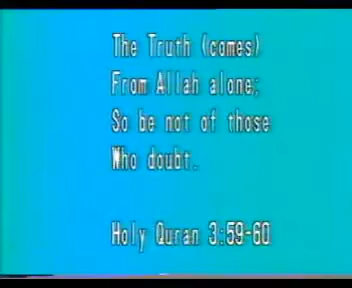 The Truth (comes)
From Allah alone;
So be not of those
Who doubt.
Holy Quran 3:59-60